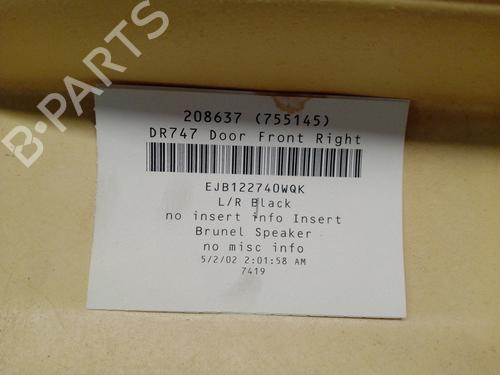 B-PARTS
208637 (755145)
DR747 Door Front Right
EJB122740WQK
L/R Black
no insert info Insert
Brunel Speaker
no misc info
5/2/02 2:01:58 AM
7419